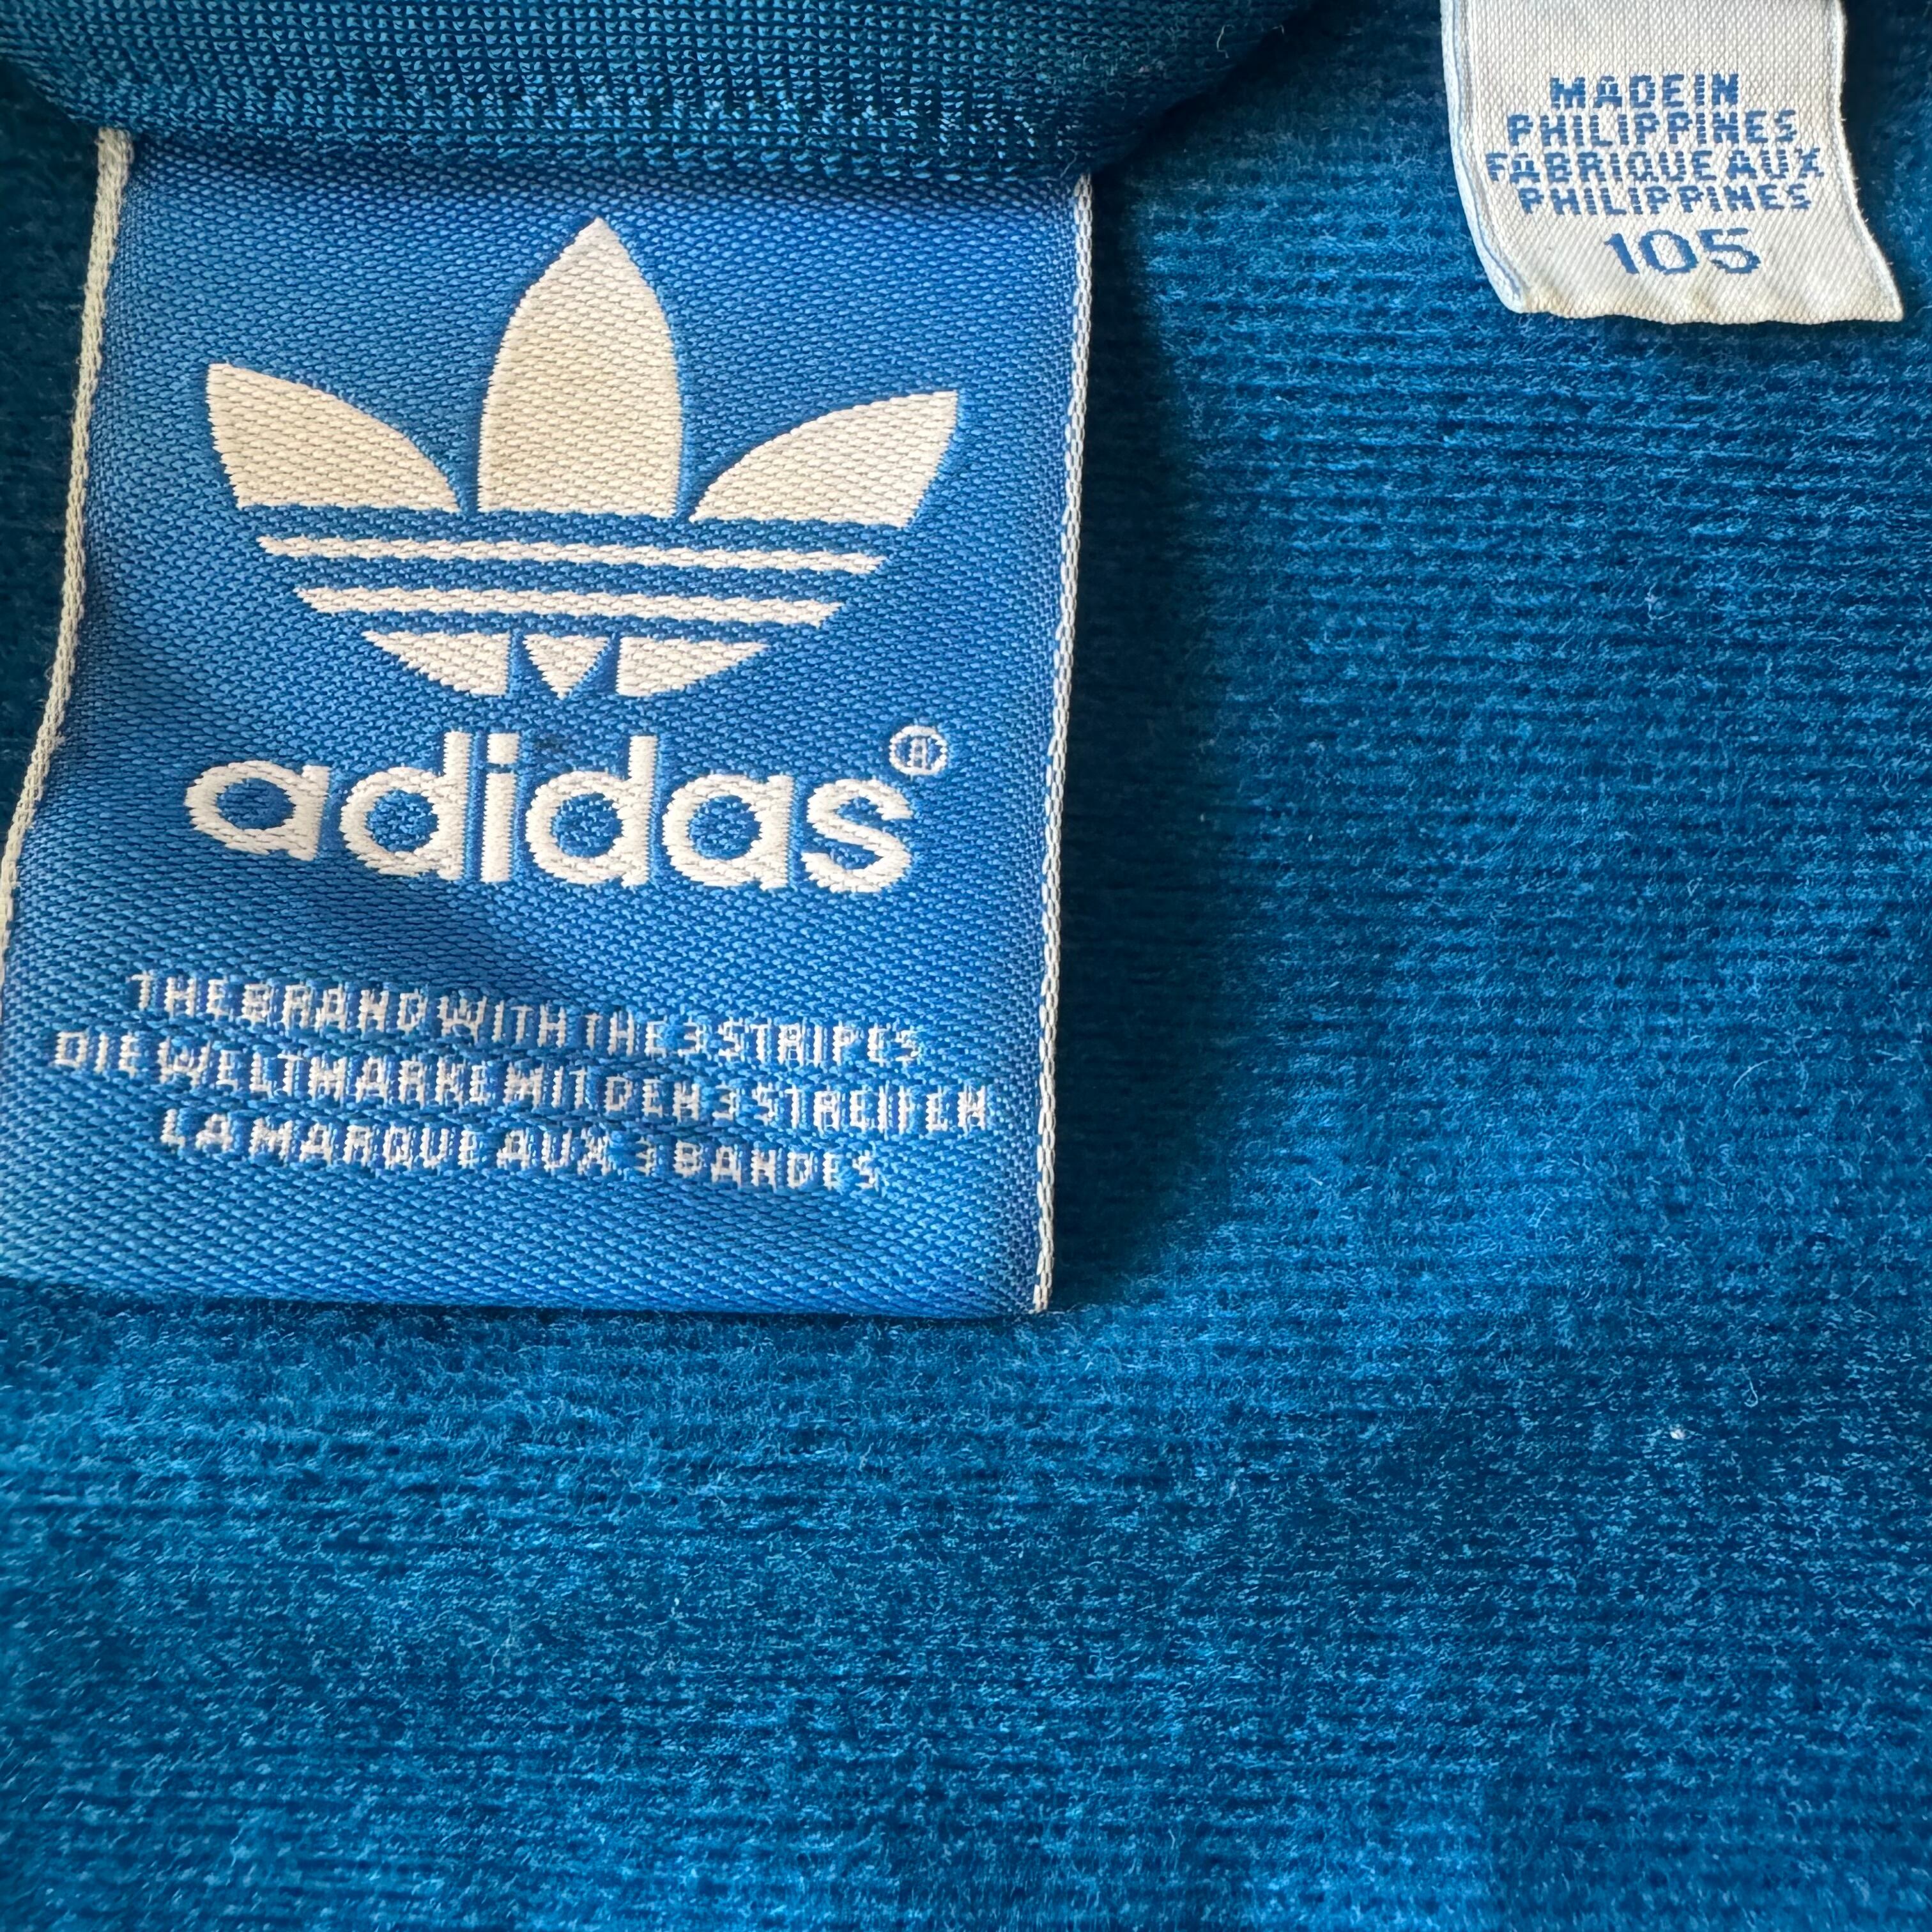 adidas®
THE BRAND WITH THE 3 STRIPES
DIE WELTMARKE MIT DEN 3 STREIFEN
LA MARQUE AUX 3 BANDES
MADE IN
PHILIPPINES
FABRIQUE AUX
PHILIPPINES
105